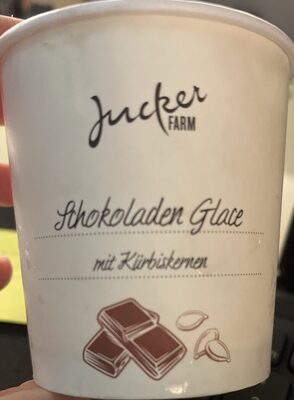 Jucker
FARM
Schokoladen Glace
mit Kürbiskernen